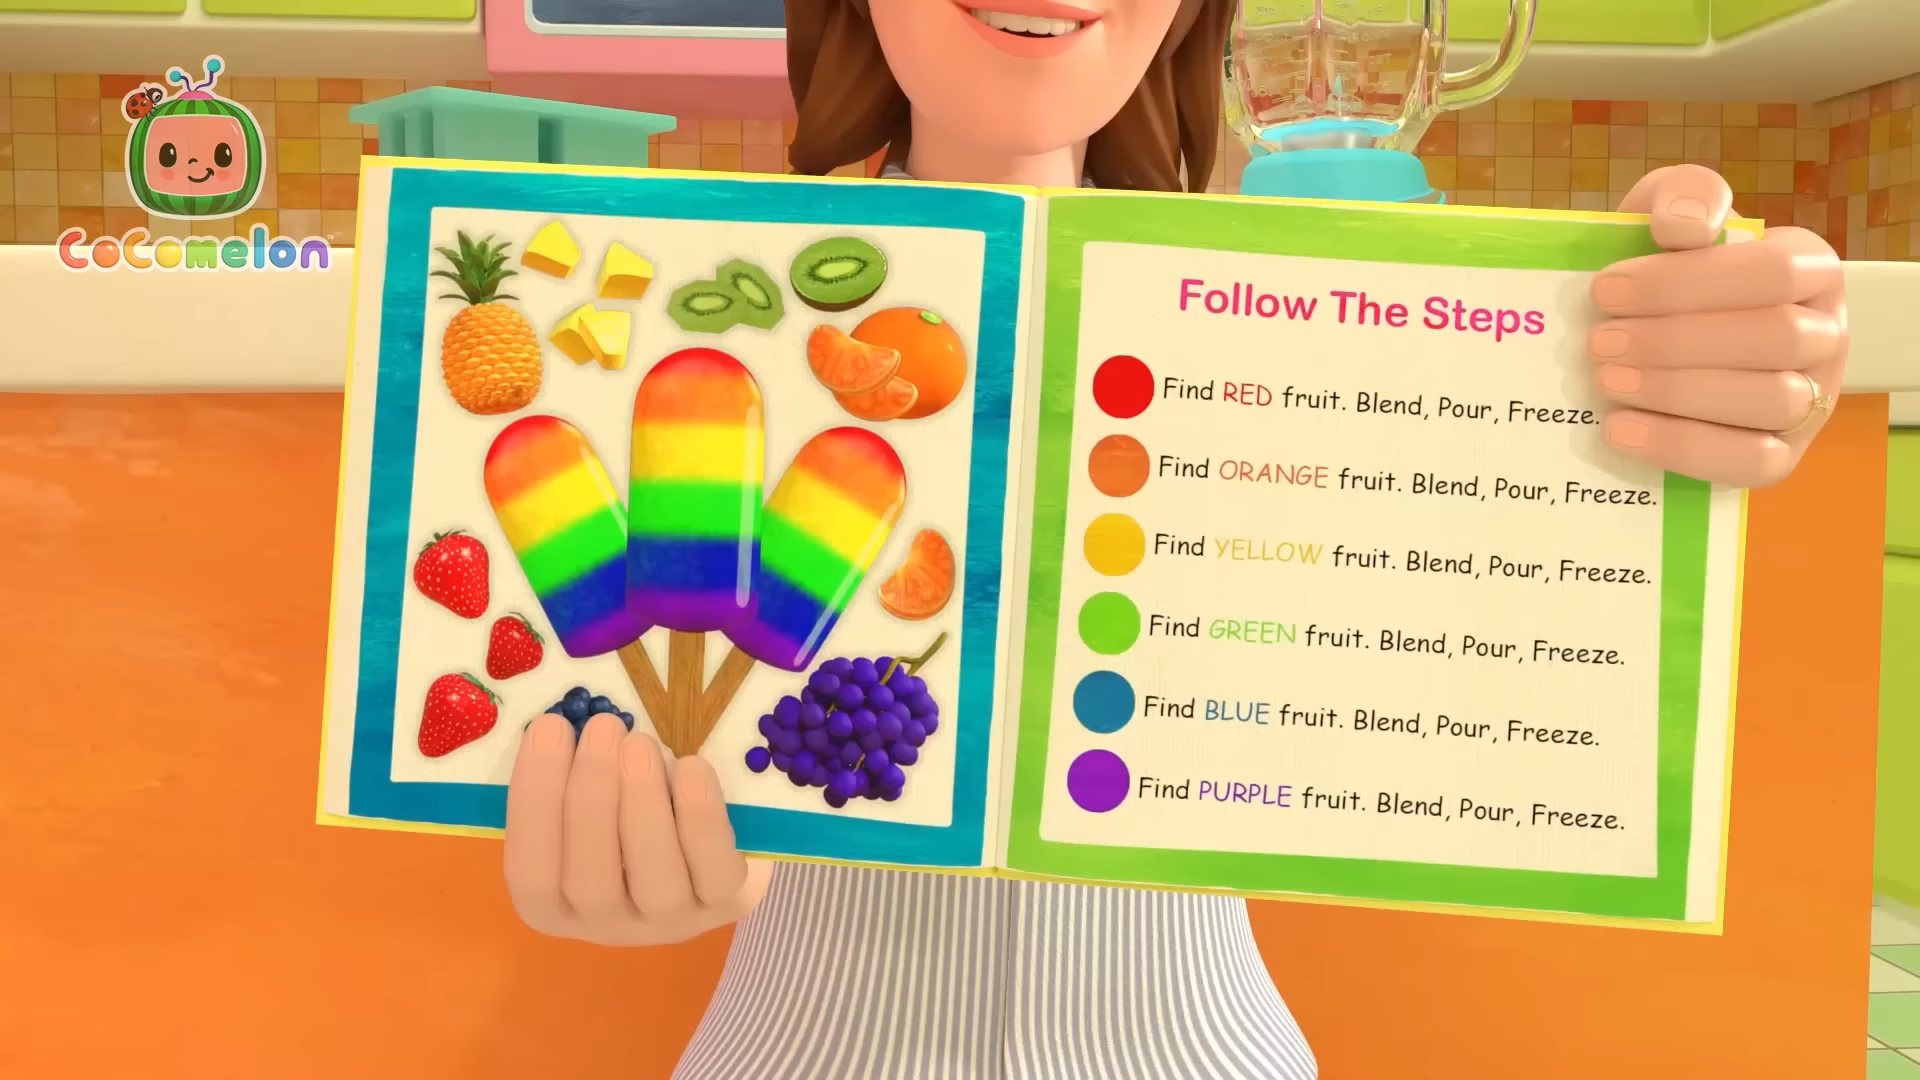 CoComelon
Follow The Steps
Find RED fruit. Blend, Pour, Freeze.
Find ORANGE fruit. Blend, Pour, Freeze.
Find YELLOW fruit. Blend, Pour, Freeze.
Find GREEN fruit. Blend, Pour, Freeze.
Find BLUE fruit. Blend, Pour, Freeze.
Find PURPLE fruit. Blend, Pour, Freeze.